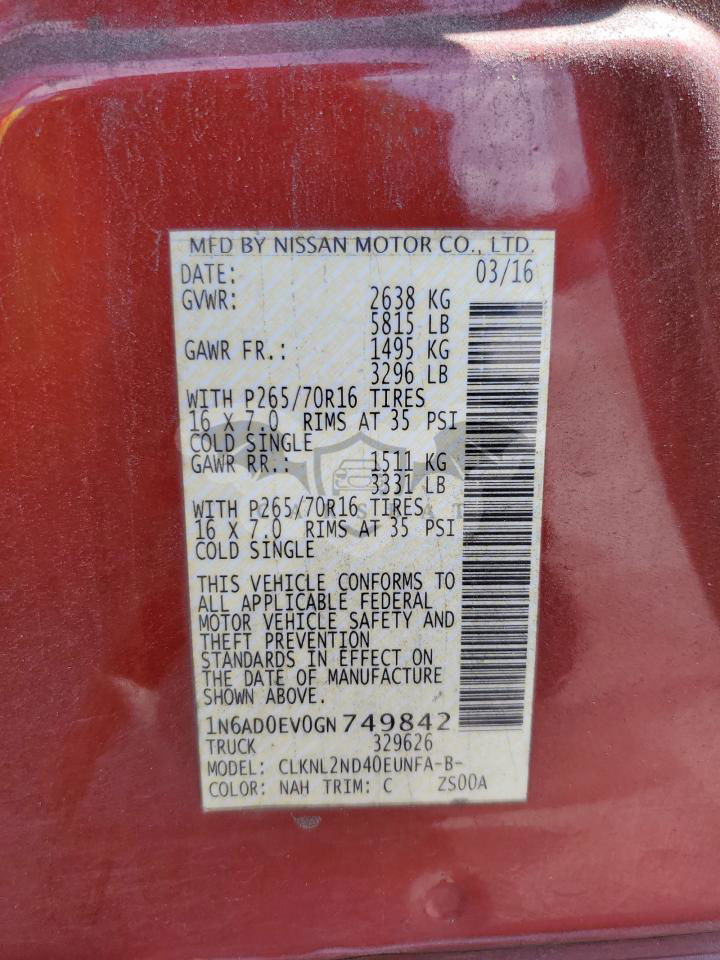 MFD BY NISSAN MOTOR CO., LTD.
DATE: 03/16
GVWR: 2638 KG
5815 LB
GAWR FR.: 1495 KG
3296 LB
WITH P265/70R16 TIRES
16 X 7.0 RIMS AT 35 PSI
COLD SINGLE
GAWR RR.: 1511 KG
3331 LB
WITH P265/70R16 TIRES
16 X 7.0 RIMS AT 35 PSI
COLD SINGLE
THIS VEHICLE CONFORMS TO
ALL APPLICABLE FEDERAL
MOTOR VEHICLE SAFETY AND
THEFT PREVENTION
STANDARDS IN EFFECT ON
THE DATE OF MANUFACTURE
SHOWN ABOVE.
1N6AD0EV0GN 749842
TRUCK 329626
MODEL: CLKNL2ND40EUNFA-B-
COLOR: NAH TRIM: C ZS00A